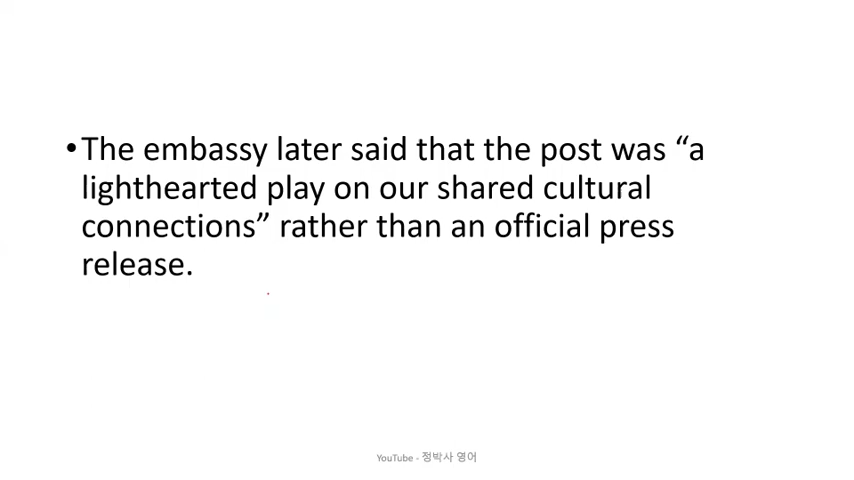 •The embassy later said that the post was “a
lighthearted play on our shared cultural
connections” rather than an official press
release.
YouTube - 정박사 영어